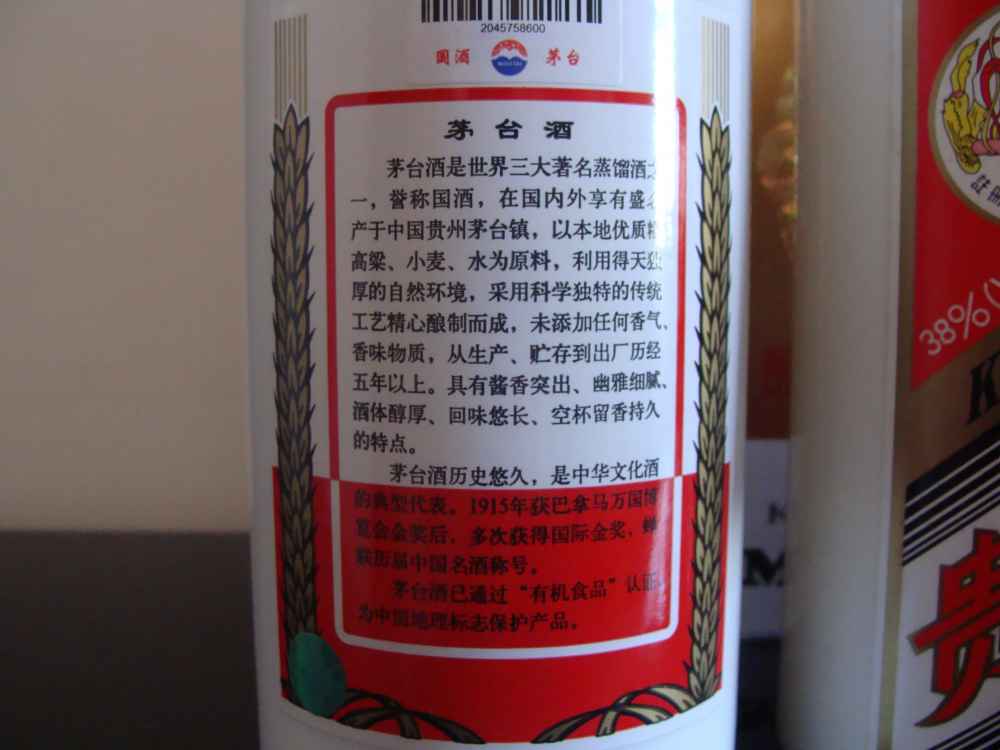 2045758600
国酒 茅台
茅台酒
茅台酒是世界三大著名蒸馏酒之
一，誉称国酒，在国内外享有盛
产于中国贵州茅台镇，以本地优质
高粱、小麦、水为原料，利用得天独
厚的自然环境，采用科学独特的传统
工艺精心酿制而成，未添加任何香气、
香味物质，从生产、贮存到出厂历经
五年以上。具有酱香突出、幽雅细腻、
酒体醇厚、回味悠长、空杯留香持久
的特点。
茅台酒历史悠久，是中华文化酒
的典型代表。1915年获巴拿马万国博
览会金奖后，多次获得国际金奖，蝉
联历届中国名酒称号。
茅台酒已通过“有机食品”认证
为中国地理标志保护产品。
38%(
K
贵
M